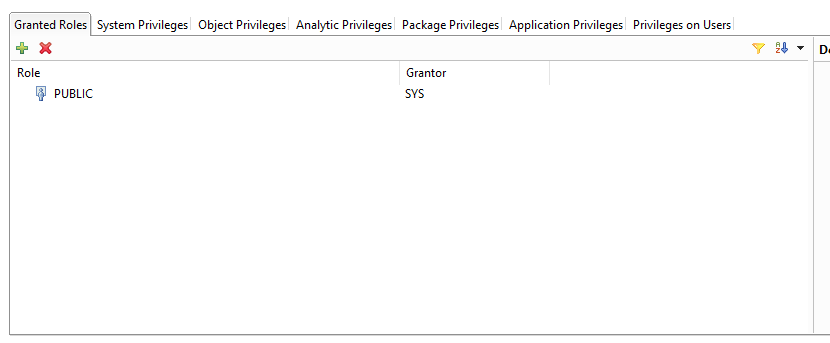 Granted Roles System Privileges Object Privileges Analytic Privileges Package Privileges Application Privileges Privileges on Users
Role Grantor
PUBLIC SYS